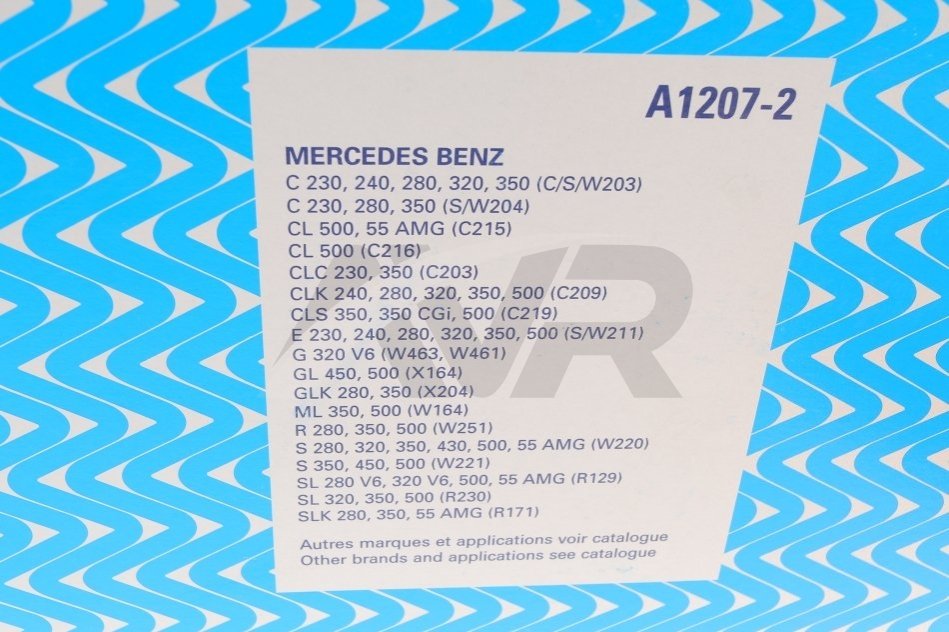 A1207-2
MERCEDES BENZ
C 230, 240, 280, 320, 350 (C/S/W203)
C 230, 280, 350 (S/W204)
CL 500, 55 AMG (C215)
CL 500 (C216)
CLC 230, 350 (C203)
CLK 240, 280, 320, 350, 500 (C209)
CLS 350, 350 CGi, 500 (C219)
E 230, 240, 280, 320, 350, 500 (S/W211)
G 320 V6 (W463, W461)
GL 450, 500 (X164)
GLK 280, 350 (X204)
ML 350, 500 (W164)
R 280, 350, 500 (W251)
S 280, 320, 350, 430, 500, 55 AMG (W220)
S 350, 450, 500 (W221)
SL 280 V6, 320 V6, 500, 55 AMG (R129)
SL 320, 350, 500 (R230)
SLK 280, 350, 55 AMG (R171)
Autres marques et applications voir catalogue
Other brands and applications see catalogue